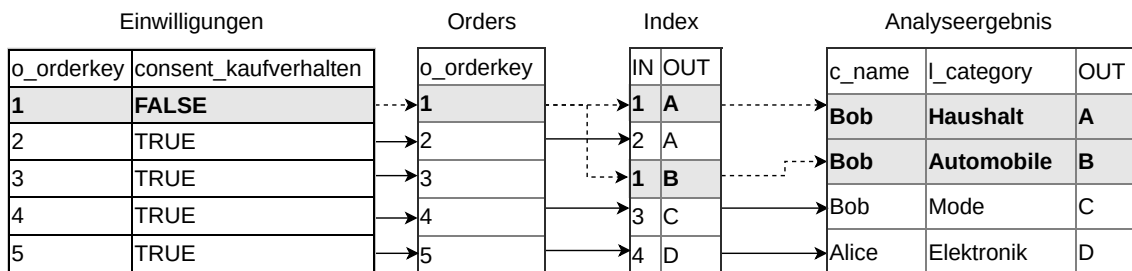 Einwilligungen Orders Index Analyseergebnis
o_orderkey consent_kaufverhalten o_orderkey IN OUT c_name l_category OUT
1 FALSE 1 1 A Bob Haushalt A
2 TRUE 2 2 A Bob Automobile B
3 TRUE 3 1 B Bob Mode C
4 TRUE 4 3 C Alice Elektronik D
5 TRUE 5 4 D